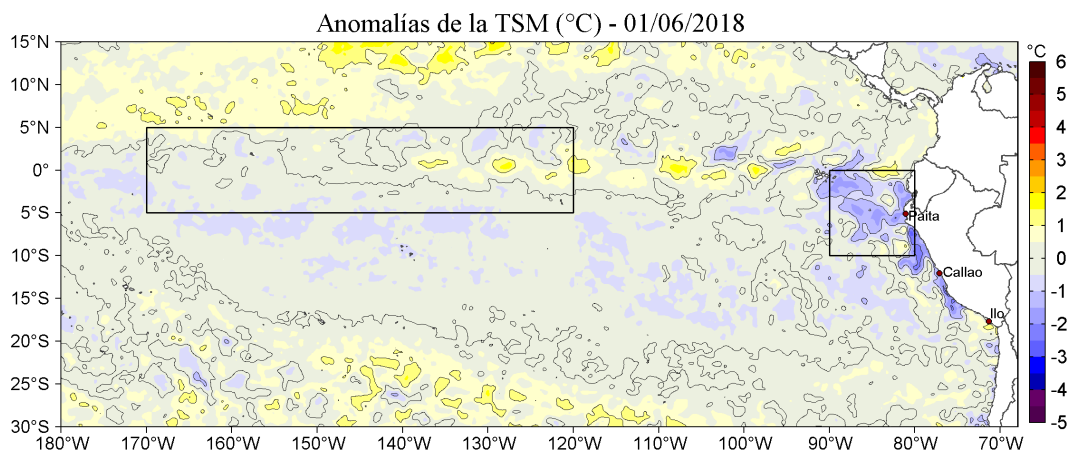 Anomalías de la TSM (°C) - 01/06/2018
15°N
10°N
5°N
0°
5°S
10°S
15°S
20°S
25°S
30°S
180°W
170°W
160°W
150°W
140°W
130°W
120°W
110°W
100°W
90°W
80°W
70°W
Paita
Callao
Ilo
°C
6
5
4
3
2
1
0
-1
-2
-3
-4
-5